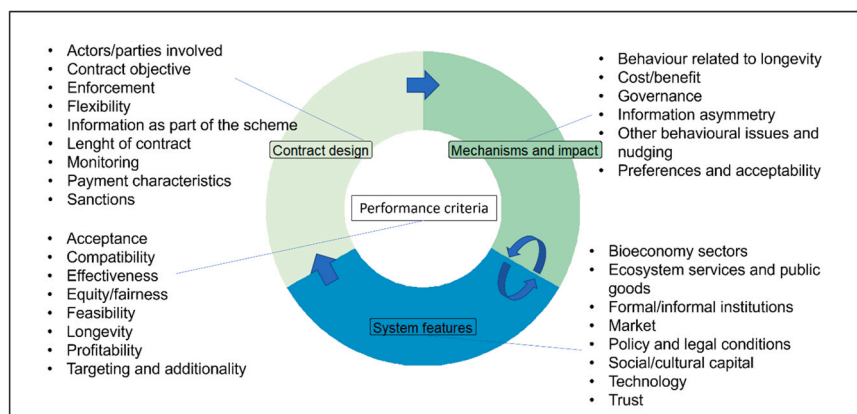 • Actors/parties involved
• Contract objective
• Enforcement
• Flexibility
• Information as part of the scheme
• Lenght of contract
• Monitoring
• Payment characteristics
• Sanctions
• Behaviour related to longevity
• Cost/benefit
• Governance
• Information asymmetry
• Other behavioural issues and
nudging
• Preferences and acceptability
Contract design
Mechanisms and impact
Performance criteria
• Acceptance
• Compatibility
• Effectiveness
• Equity/fairness
• Feasibility
• Longevity
• Profitability
• Targeting and additionality
System features
• Bioeconomy sectors
• Ecosystem services and public
goods
• Formal/informal institutions
• Market
• Policy and legal conditions
• Social/cultural capital
• Technology
• Trust